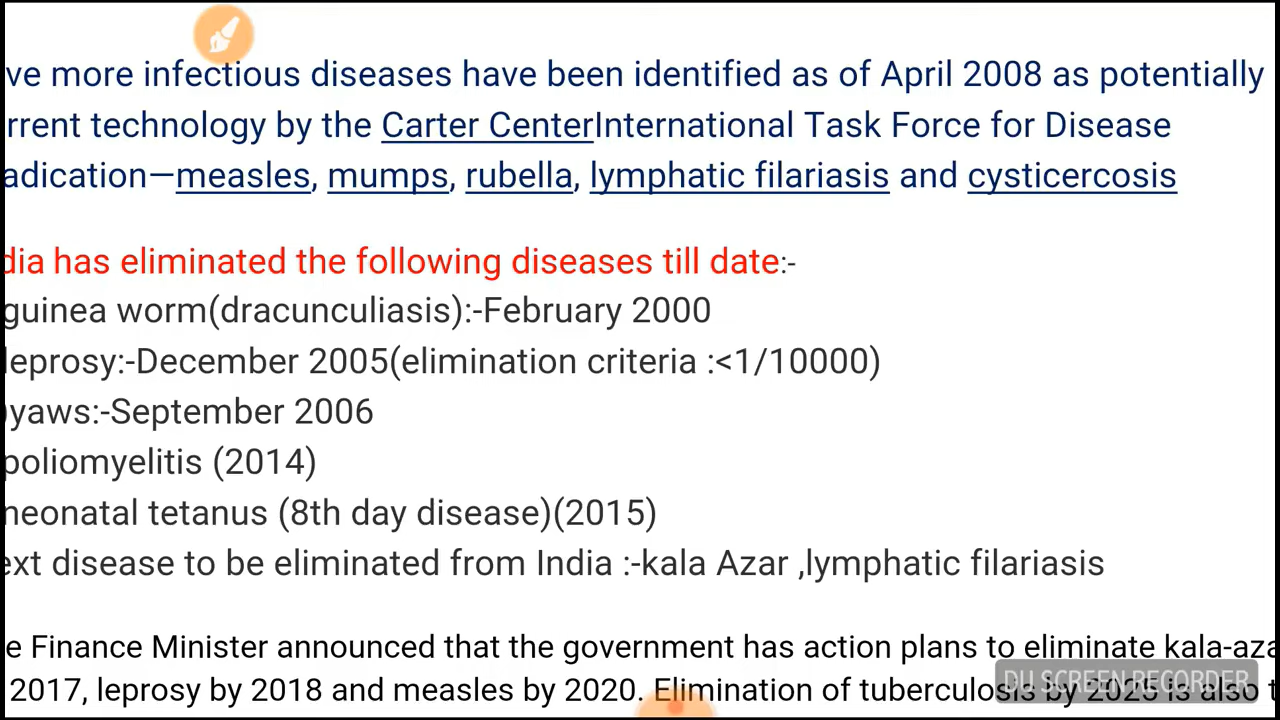 ve more infectious diseases have been identified as of April 2008 as potentially
rrent technology by the Carter CenterInternational Task Force for Disease
adication—measles, mumps, rubella, lymphatic filariasis and cysticercosis
dia has eliminated the following diseases till date:-
guinea worm(dracunculiasis):-February 2000
leprosy:-December 2005(elimination criteria :<1/10000)
)yaws:-September 2006
poliomyelitis (2014)
neonatal tetanus (8th day disease)(2015)
ext disease to be eliminated from India :-kala Azar ,lymphatic filariasis
e Finance Minister announced that the government has action plans to eliminate kala-aza
2017, leprosy by 2018 and measles by 2020. Elimination of tuberculosis by 2025 is also t
DU SCREEN RECORDER